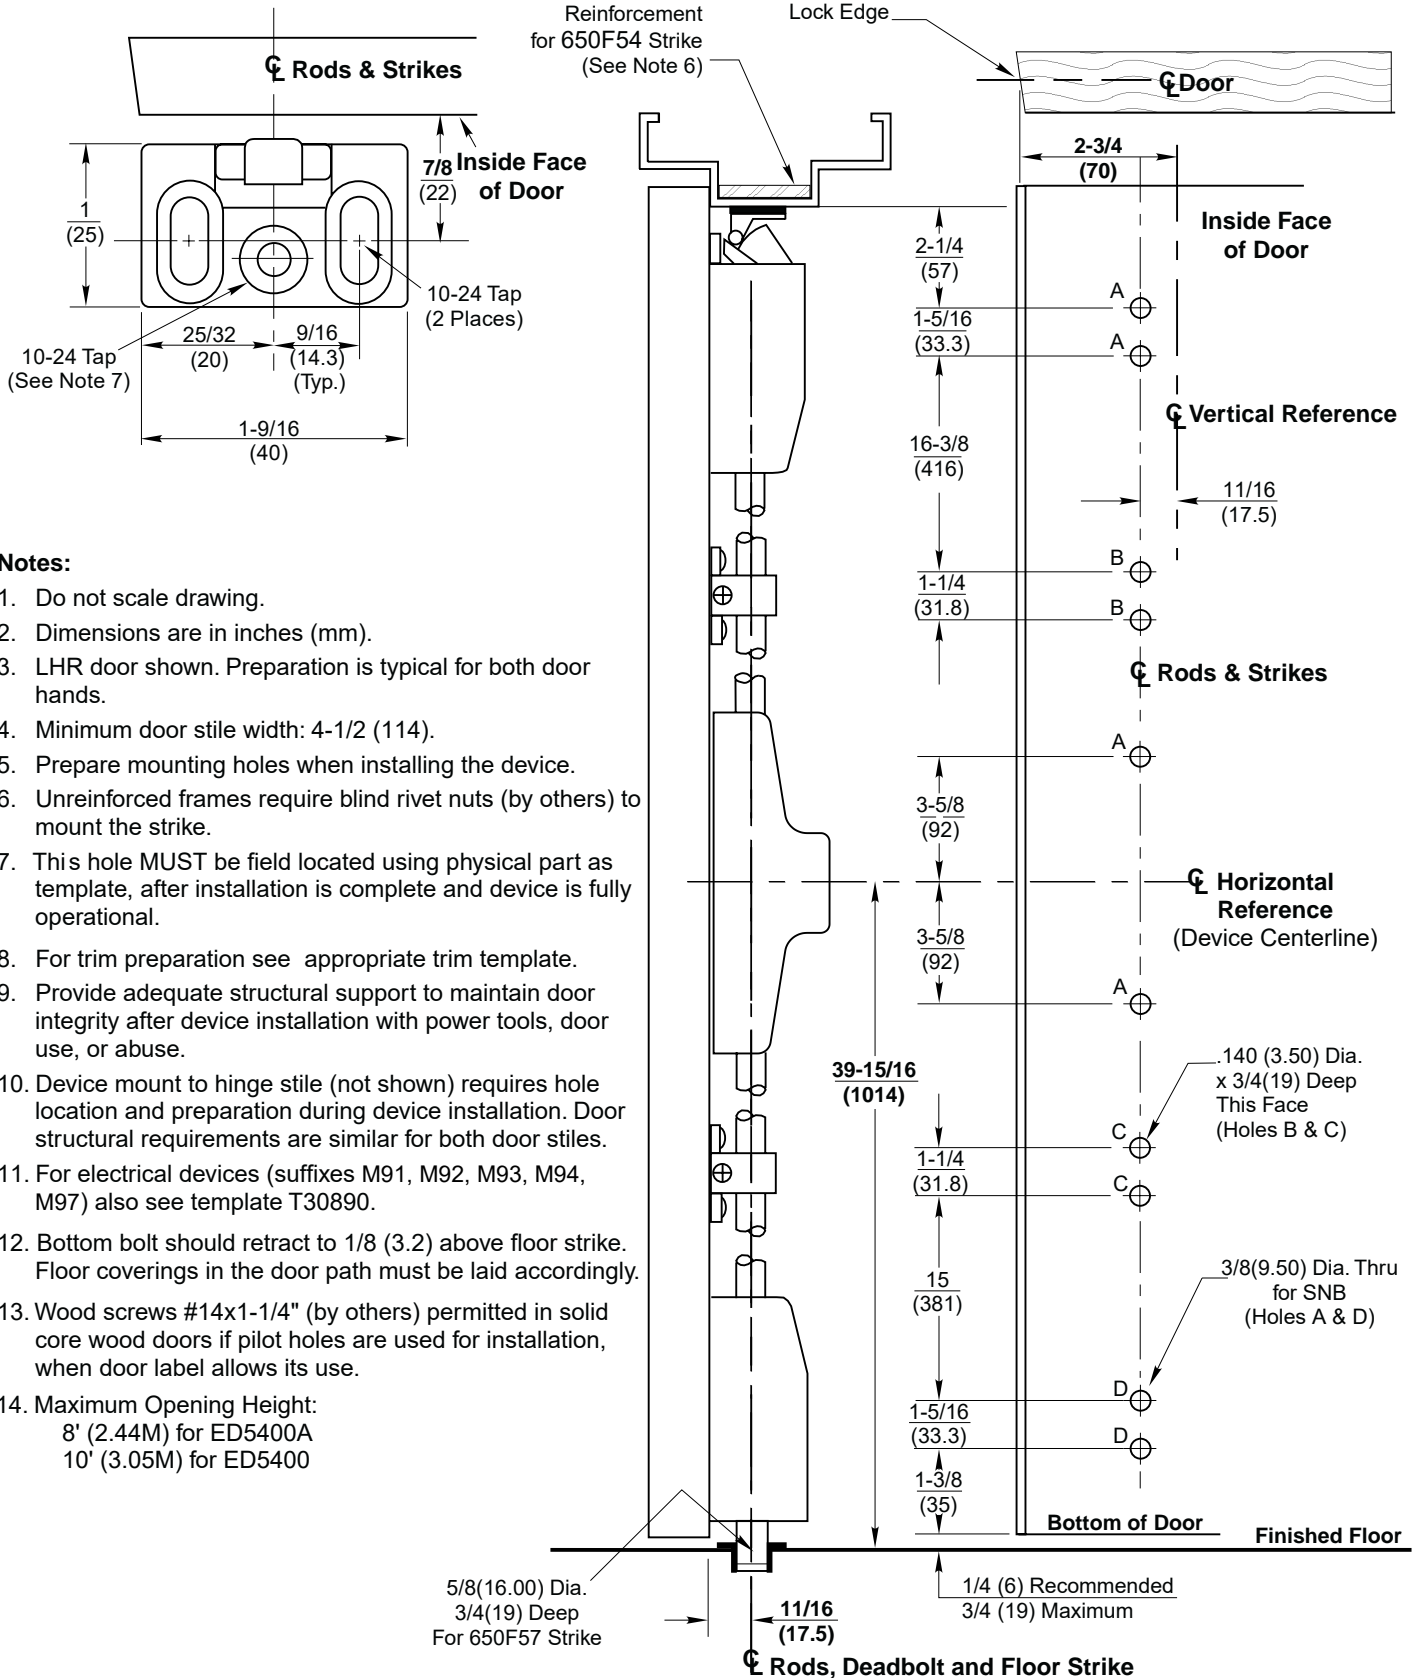 Reinforcement
for 650F54 Strike
(See Note 6)
Lock Edge
℄ Rods & Strikes
℄ Door
7/8
(22)
Inside Face
of Door
1
(25)
10-24 Tap
(2 Places)
25/32
(20)
9/16
(14.3)
(Typ.)
10-24 Tap
(See Note 7)
1-9/16
(40)
2-3/4
(70)
Inside Face
of Door
2-1/4
(57)
A
1-5/16
(33.3)
A
℄ Vertical Reference
16-3/8
(416)
11/16
(17.5)
B
1-1/4
(31.8)
B
℄ Rods & Strikes
A
3-5/8
(92)
℄ Horizontal
Reference
(Device Centerline)
3-5/8
(92)
A
39-15/16
(1014)
.140 (3.50) Dia.
x 3/4(19) Deep
This Face
(Holes B & C)
C
1-1/4
(31.8)
C
15
(381)
3/8(9.50) Dia. Thru
for SNB
(Holes A & D)
D
1-5/16
(33.3)
D
1-3/8
(35)
Bottom of Door
Finished Floor
1/4 (6) Recommended
3/4 (19) Maximum
5/8(16.00) Dia.
3/4(19) Deep
For 650F57 Strike
11/16
(17.5)
℄ Rods, Deadbolt and Floor Strike
Notes:
1. Do not scale drawing.
2. Dimensions are in inches (mm).
3. LHR door shown. Preparation is typical for both door
hands.
4. Minimum door stile width: 4-1/2 (114).
5. Prepare mounting holes when installing the device.
6. Unreinforced frames require blind rivet nuts (by others) to
mount the strike.
7. This hole MUST be field located using physical part as
template, after installation is complete and device is fully
operational.
8. For trim preparation see appropriate trim template.
9. Provide adequate structural support to maintain door
integrity after device installation with power tools, door
use, or abuse.
10. Device mount to hinge stile (not shown) requires hole
location and preparation during device installation. Door
structural requirements are similar for both door stiles.
11. For electrical devices (suffixes M91, M92, M93, M94,
M97) also see template T30890.
12. Bottom bolt should retract to 1/8 (3.2) above floor strike.
Floor coverings in the door path must be laid accordingly.
13. Wood screws #14x1-1/4" (by others) permitted in solid
core wood doors if pilot holes are used for installation,
when door label allows its use.
14. Maximum Opening Height:
8' (2.44M) for ED5400A
10' (3.05M) for ED5400